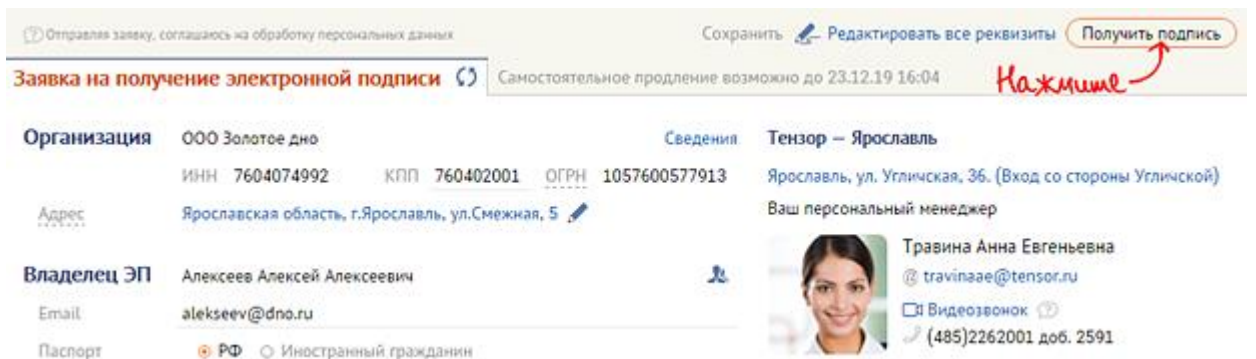 Отправляя заявку, соглашаюсь на обработку персональных данных
Сохранить Редактировать все реквизиты Получить подпись
Заявка на получение электронной подписи Самостоятельное продление возможно до 23.12.19 16:04
Нажмите
Организация ООО Золотое дно Сведения
ИНН 7604074992 КПП 760402001 ОГРН 1057600577913
Адрес Ярославская область, г.Ярославль, ул.Смежная, 5
Владелец ЭП Алексеев Алексей Алексеевич
Email alekseev@dno.ru
Паспорт РФ Иностранный гражданин
Тензор — Ярославль
Ярославль, ул. Угличская, 36. (Вход со стороны Угличской)
Ваш персональный менеджер
Травина Анна Евгеньевна
@ travinaae@tensor.ru
Видеозвонок
(485)2262001 доб. 2591